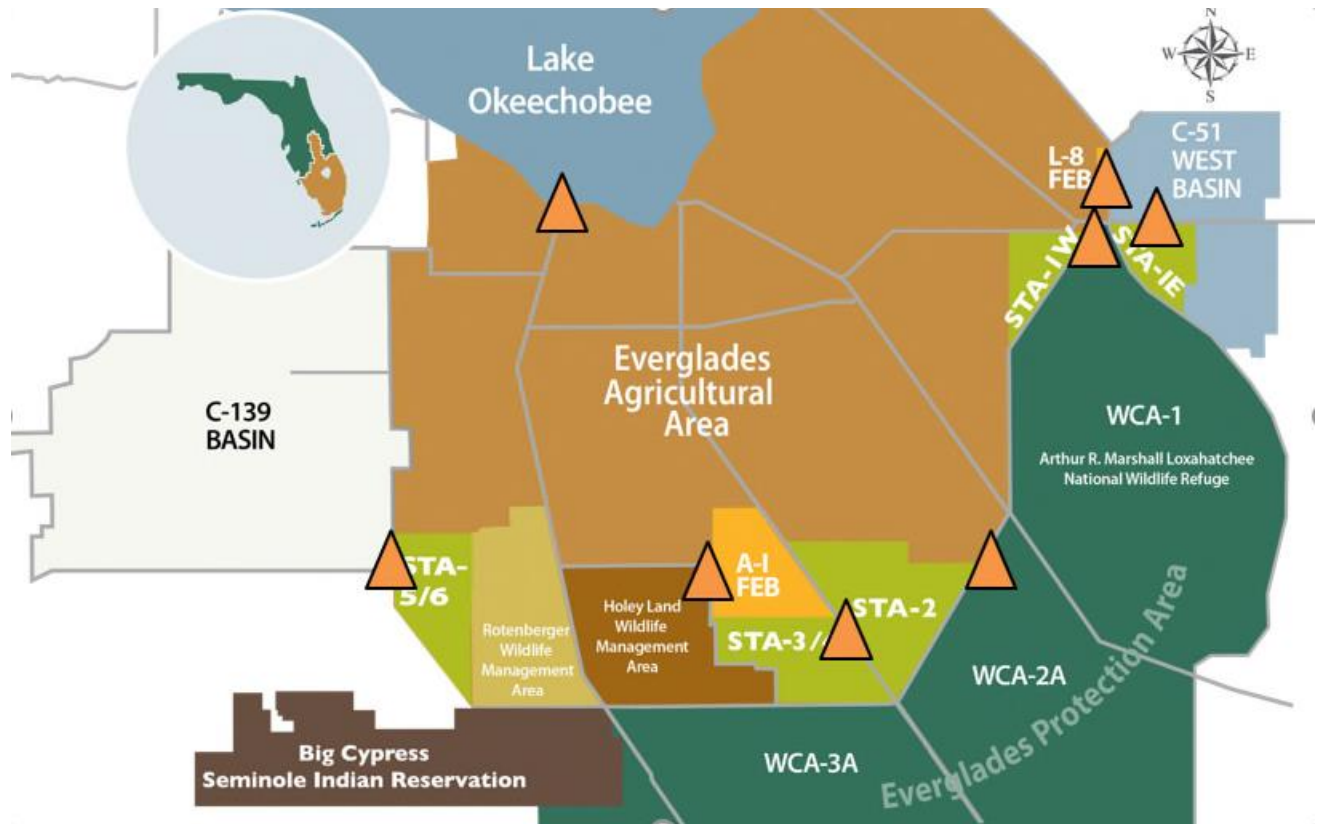 Lake
Okeechobee
N
W
E
S
C-51
WEST
BASIN
L-8
FEB
STA-1W
STA-1E
Everglades
Agricultural
Area
C-139
BASIN
WCA-1
Arthur R. Marshall Loxahatchee
National Wildlife Refuge
STA-
5/6
A-1
FEB
STA-2
Holey Land
Wildlife
Management
Area
STA-3/
Rotenberger
Wildlife
Management
Area
WCA-2A
Everglades Protection Area
Big Cypress
Seminole Indian Reservation
WCA-3A